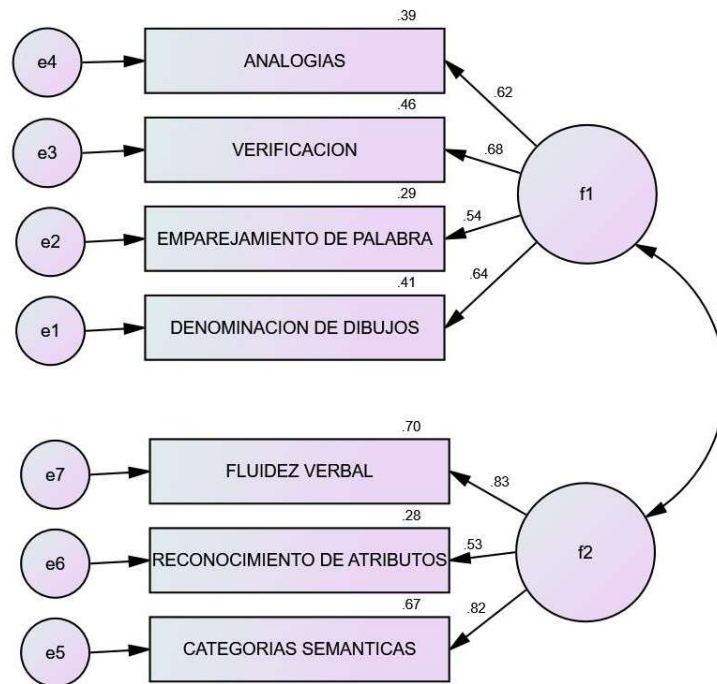 .39
e4
ANALOGIAS
.62
.46
e3
VERIFICACION
.68
f1
.29
e2
EMPAREJAMIENTO DE PALABRA
.54
.41
e1
DENOMINACION DE DIBUJOS
.64
.70
e7
FLUIDEZ VERBAL
.83
.28
e6
RECONOCIMIENTO DE ATRIBUTOS
.53
f2
.67
e5
CATEGORIAS SEMANTICAS
.82